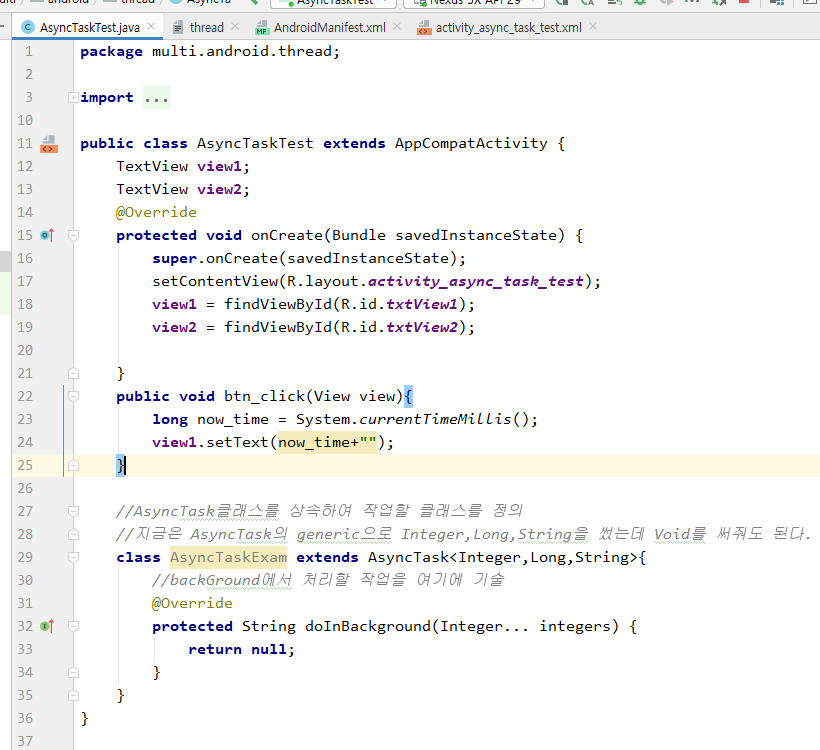 AsyncTaskTest.java
thread
AndroidManifest.xml
activity_async_task_test.xml
1 package multi.android.thread;
2
3 import ...
10
11 public class AsyncTaskTest extends AppCompatActivity {
12 TextView view1;
13 TextView view2;
14 @Override
15 protected void onCreate(Bundle savedInstanceState) {
16 super.onCreate(savedInstanceState);
17 setContentView(R.layout.activity_async_task_test);
18 view1 = findViewById(R.id.txtView1);
19 view2 = findViewById(R.id.txtView2);
20
21 }
22 public void btn_click(View view){
23 long now_time = System.currentTimeMillis();
24 view1.setText(now_time+"");
25 }
26
27 //AsyncTask클래스를 상속하여 작업할 클래스를 정의
28 //지금은 AsyncTask의 generic으로 Integer,Long,String을 썼는데 Void를 써줘도 된다.
29 class AsyncTaskExam extends AsyncTask<Integer,Long,String>{
30 //backGround에서 처리할 작업을 여기에 기술
31 @Override
32 protected String doInBackground(Integer... integers) {
33 return null;
34 }
35 }
36 }
37